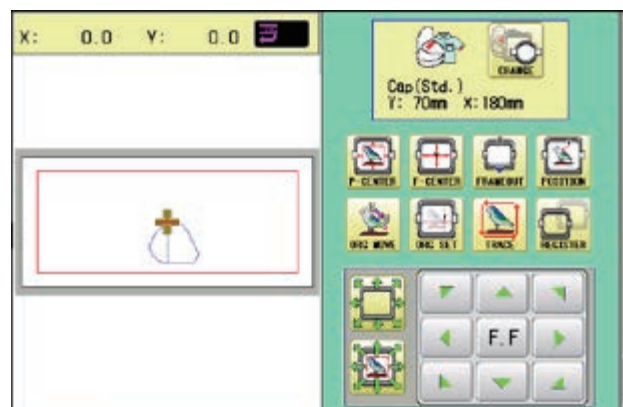 X: 0.0 Y: 0.0
CHANGE
Cap(Std.)
Y: 70mm X:180mm
P-CENTER F-CENTER FRAMEOUT POSITION
ORG MOVE ORG SET TRACE REGISTER
F.F